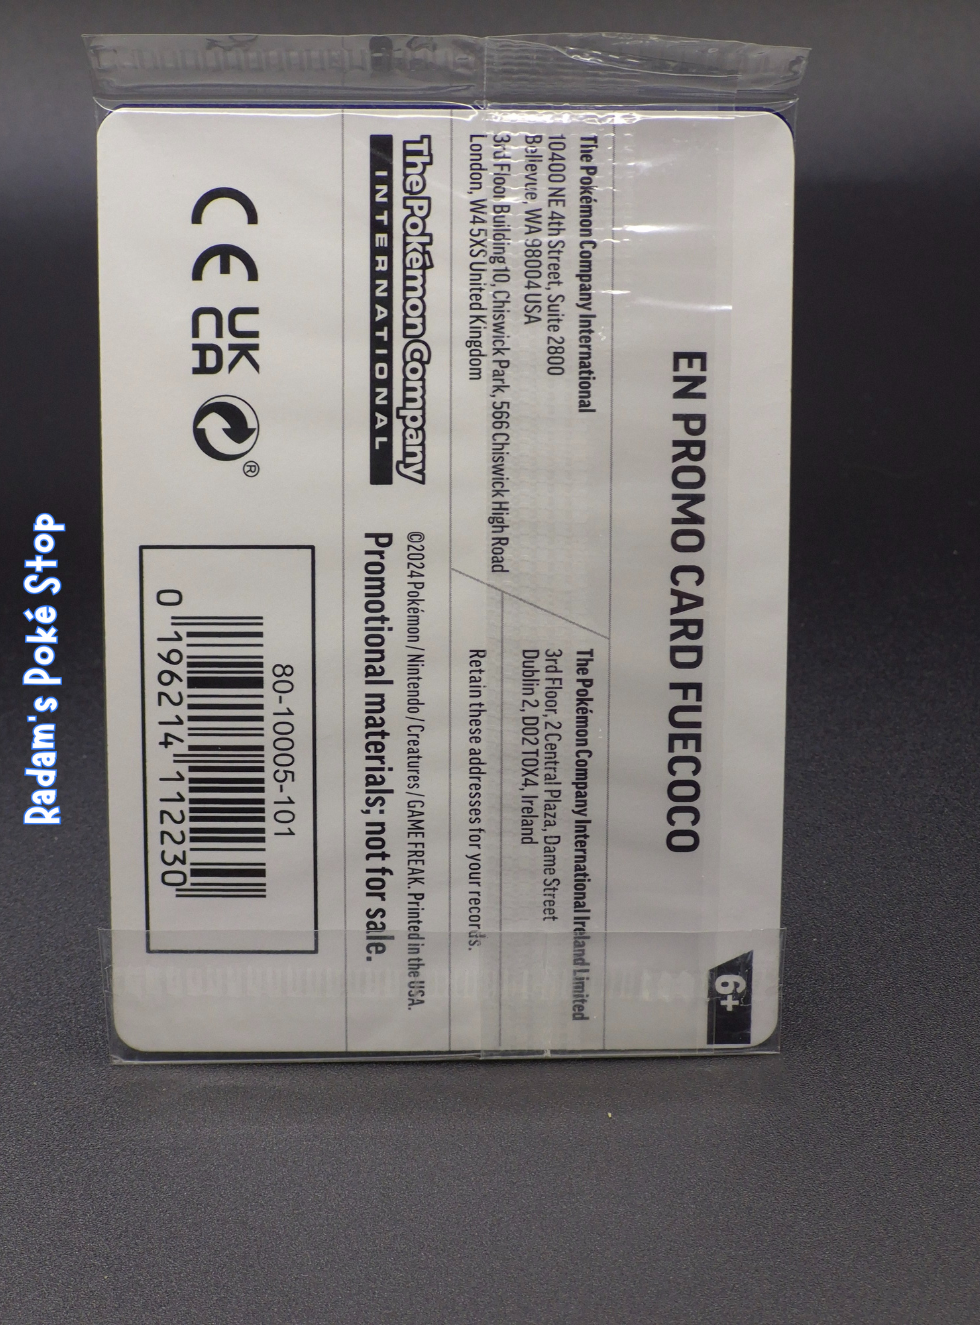 EN PROMO CARD FUECOCO
6+
The Pokémon Company International
10400 NE 4th Street, Suite 2800
Bellevue, WA 98004 USA
3rd Floor Building 10, Chiswick Park, 566 Chiswick High Road
London, W4 5XS United Kingdom
The Pokémon Company International Ireland Limited
3rd Floor, 2 Central Plaza, Dame Street
Dublin 2, D02 T0X4, Ireland
Retain these addresses for your records.
The Pokémon Company
INTERNATIONAL
©2024 Pokémon / Nintendo / Creatures / GAME FREAK. Printed in the USA.
Promotional materials; not for sale.
CE
UK
CA
®
80-10005-101
0 196214 112230
Radam's Poké Stop